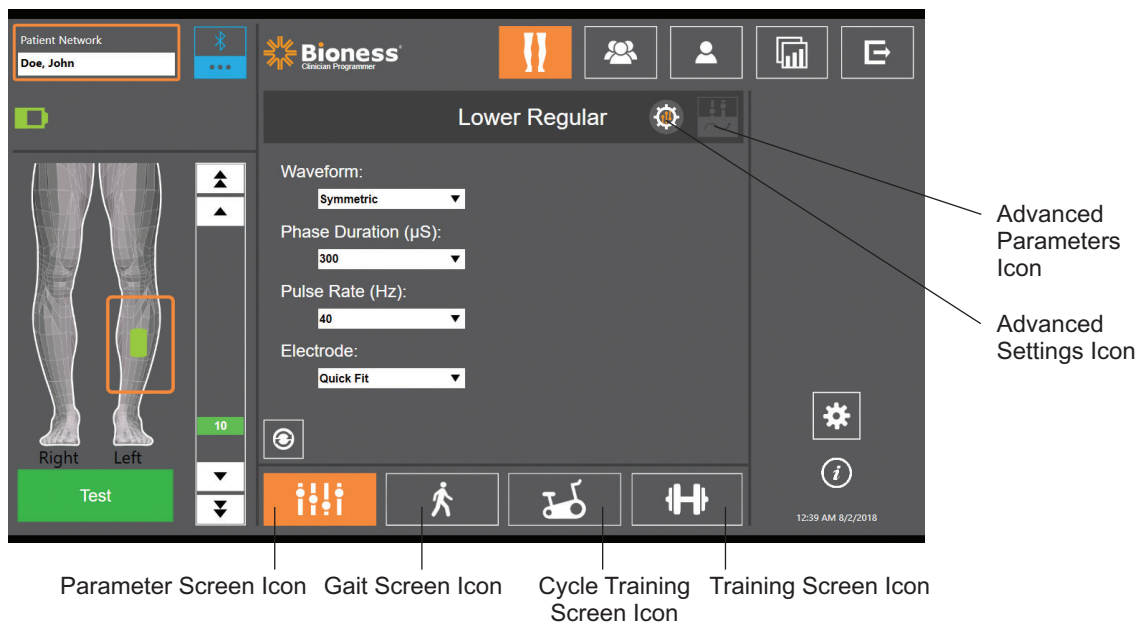 Patient Network
Doe, John
Bioness
Clinician Programmer
Lower Regular
Waveform:
Symmetric
Phase Duration (µS):
300
Pulse Rate (Hz):
40
Electrode:
Quick Fit
10
Right Left
Test
12:39 AM 8/2/2018
Advanced
Parameters
Icon
Advanced
Settings Icon
Parameter Screen Icon
Gait Screen Icon
Cycle Training
Screen Icon
Training Screen Icon